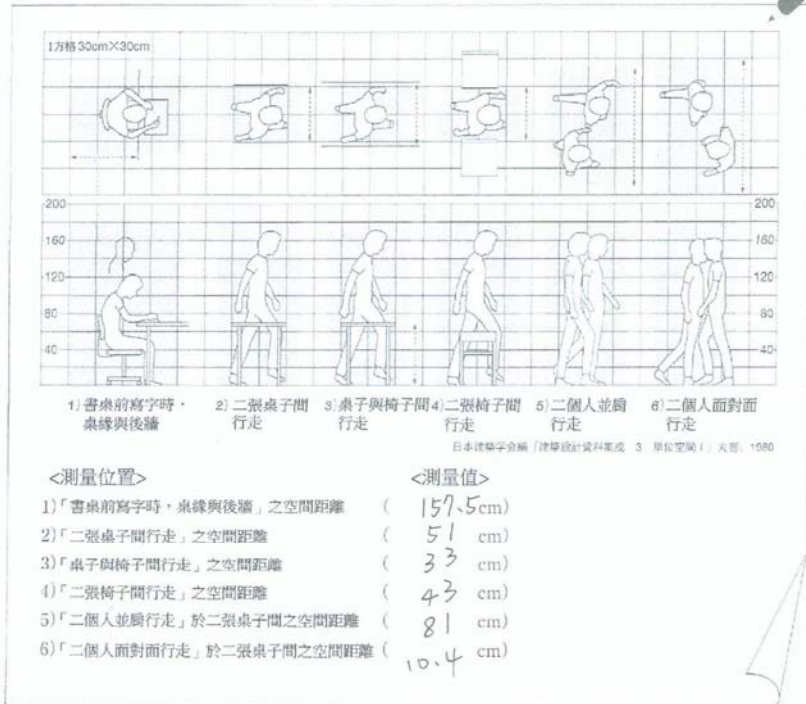 1方格 30cm×30cm
200 200
160 160
120 120
80 80
40 40
1) 書桌前寫字時， 2) 二張桌子間 3) 桌子與椅子間 4) 二張椅子間 5) 二個人並肩 6) 二個人面對面
桌緣與後牆 行走 行走 行走 行走 行走
日本建築学会編「建築設計資料集成 3 単位空間I」丸善、1980
<測量位置> <測量值>
1)「書桌前寫字時，桌緣與後牆」之空間距離 ( 157.5cm)
2)「二張桌子間行走」之空間距離 ( 51 cm)
3)「桌子與椅子間行走」之空間距離 ( 33 cm)
4)「二張椅子間行走」之空間距離 ( 43 cm)
5)「二個人並肩行走」於二張桌子間之空間距離 ( 81 cm)
6)「二個人面對面行走」於二張桌子間之空間距離 ( 10.4 cm)